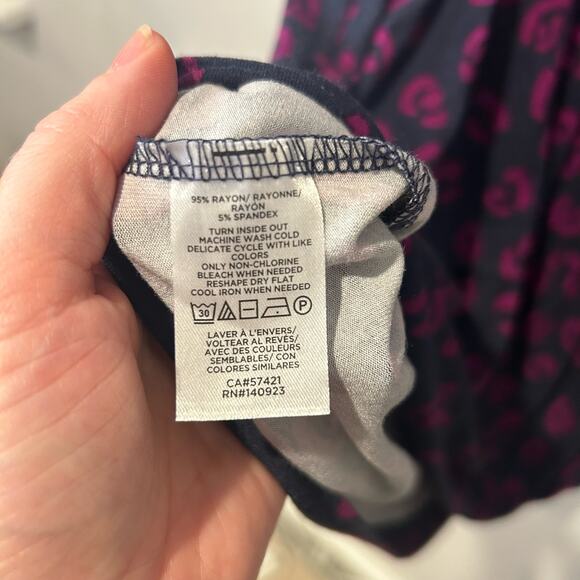 95% RAYON/ RAYONNE/
RAYÓN
5% SPANDEX
TURN INSIDE OUT
MACHINE WASH COLD
DELICATE CYCLE WITH LIKE
COLORS
ONLY NON-CHLORINE
BLEACH WHEN NEEDED
RESHAPE DRY FLAT
COOL IRON WHEN NEEDED
30 P
LAVER À L'ENVERS/
VOLTEAR AL REVÉS/
AVEC DES COULEURS
SEMBLABLES/ CON
COLORES SIMILARES
CA#57421
RN#140923